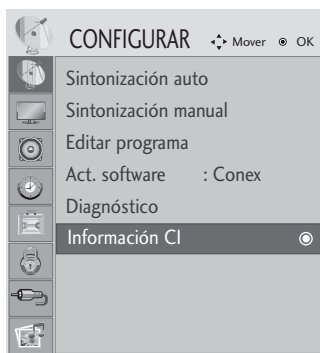 CONFIGURAR Mover OK
Sintonización auto
Sintonización manual
Editar programa
Act. software : Conex
Diagnóstico
Información CI